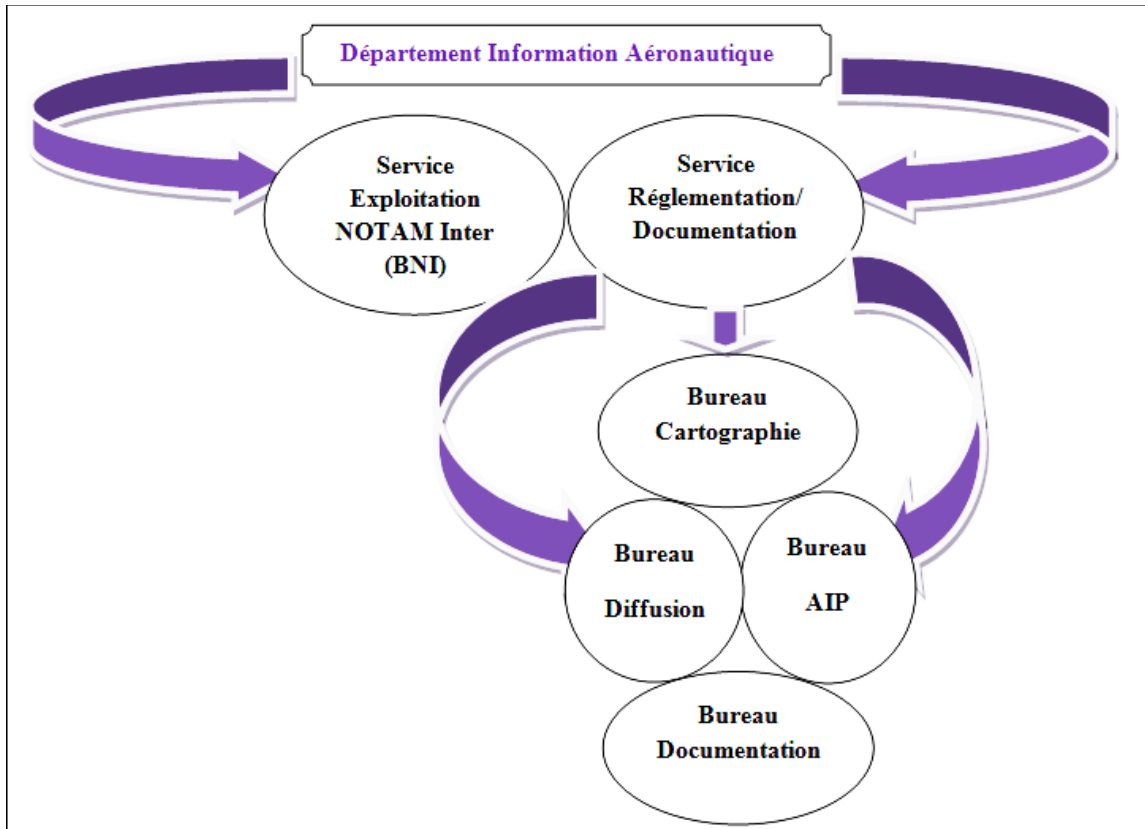 Département Information Aéronautique
Service
Exploitation
NOTAM Inter
(BNI)
Service
Réglementation/
Documentation
Bureau
Cartographie
Bureau
Diffusion
Bureau
AIP
Bureau
Documentation